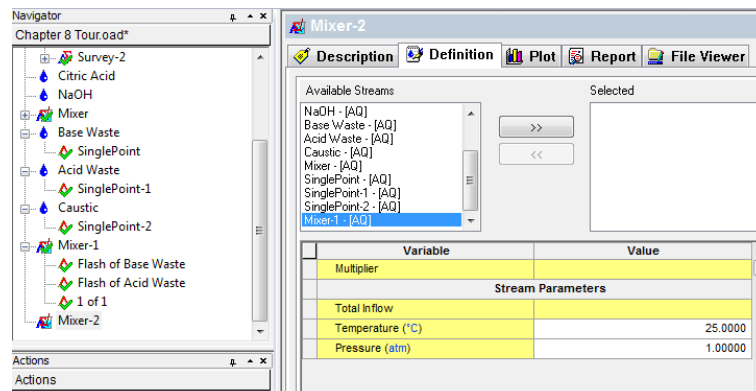 Navigator
Chapter 8 Tour.oad*
Survey-2
Citric Acid
NaOH
Mixer
Base Waste
SinglePoint
Acid Waste
SinglePoint-1
Caustic
SinglePoint-2
Mixer-1
Flash of Base Waste
Flash of Acid Waste
1 of 1
Mixer-2
Actions
Actions
Mixer-2
Description Definition Plot Report File Viewer
Available Streams Selected
NaOH - [AQ]
Base Waste - [AQ]
Acid Waste - [AQ]
Caustic - [AQ]
Mixer - [AQ]
SinglePoint - [AQ]
SinglePoint-1 - [AQ]
SinglePoint-2 - [AQ]
Mixer-1 - [AQ]
>>
<<
Variable Value
Multiplier
Stream Parameters
Total Inflow
Temperature (°C) 25.0000
Pressure (atm) 1.00000